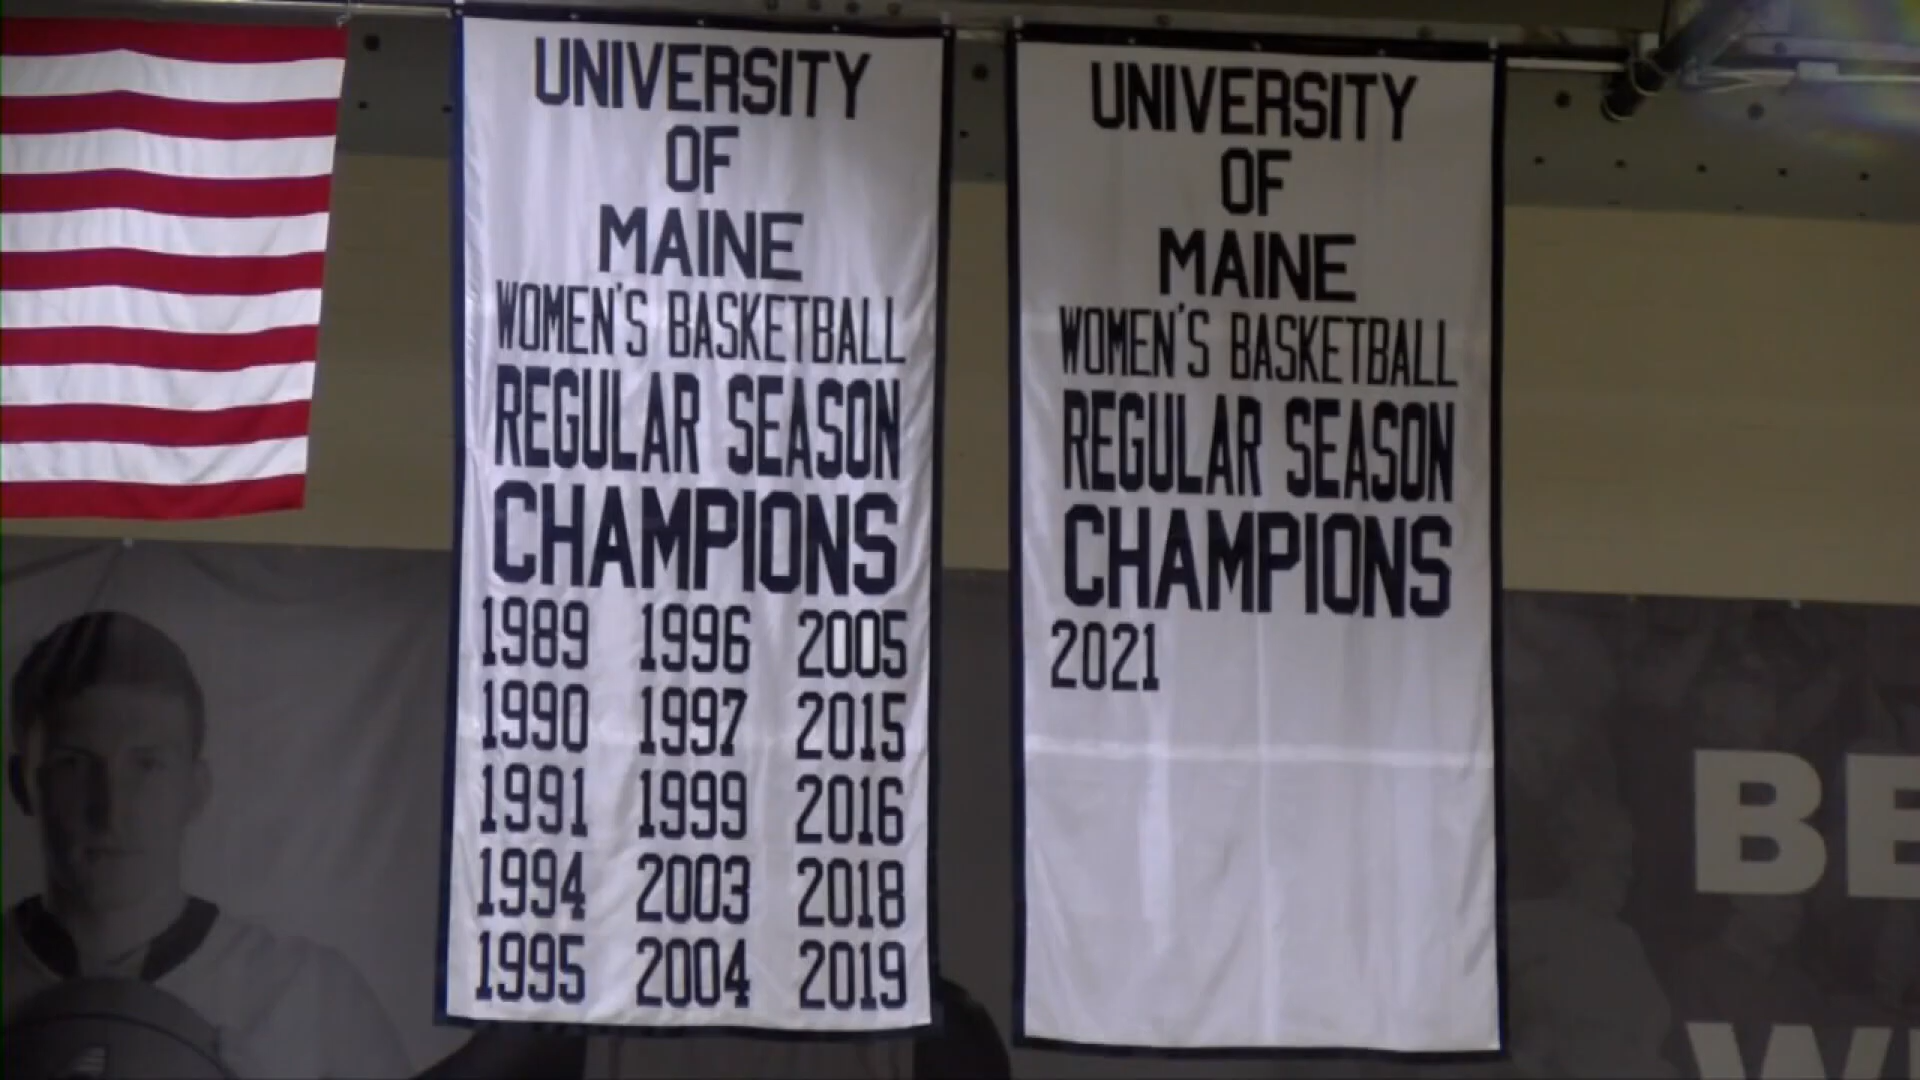 UNIVERSITY
OF
MAINE
WOMEN'S BASKETBALL
REGULAR SEASON
CHAMPIONS
1989 1996 2005
1990 1997 2015
1991 1999 2016
1994 2003 2018
1995 2004 2019
UNIVERSITY
OF
MAINE
WOMEN'S BASKETBALL
REGULAR SEASON
CHAMPIONS
2021